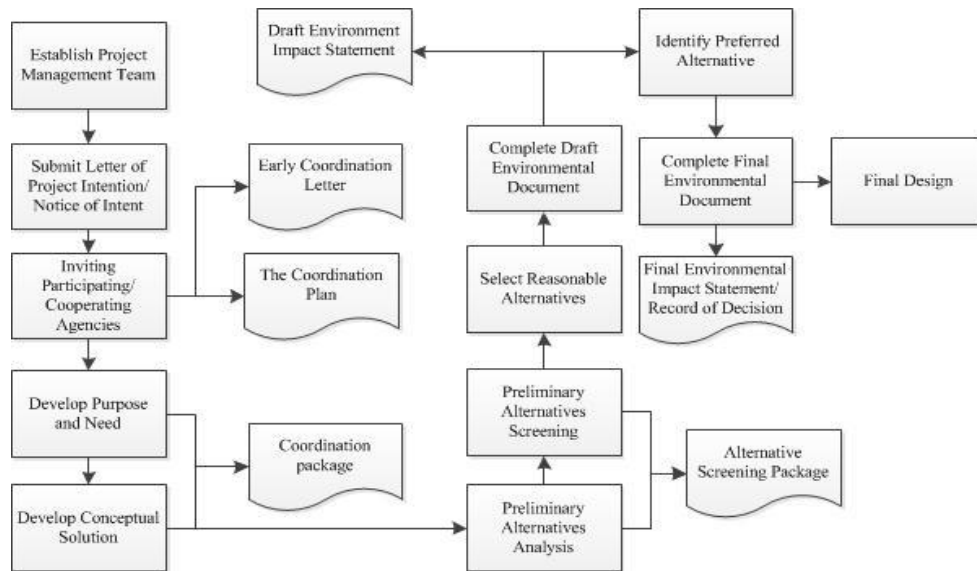 Establish Project
Management Team
Submit Letter of
Project Intention/
Notice of Intent
Inviting
Participating/
Cooperating
Agencies
Develop Purpose
and Need
Develop Conceptual
Solution
Early Coordination
Letter
The Coordination
Plan
Coordination
package
Draft Environment
Impact Statement
Complete Draft
Environmental
Document
Select Reasonable
Alternatives
Preliminary
Alternatives
Screening
Preliminary
Alternatives
Analysis
Identify Preferred
Alternative
Complete Final
Environmental
Document
Final Environmental
Impact Statement/
Record of Decision
Alternative
Screening Package
Final Design